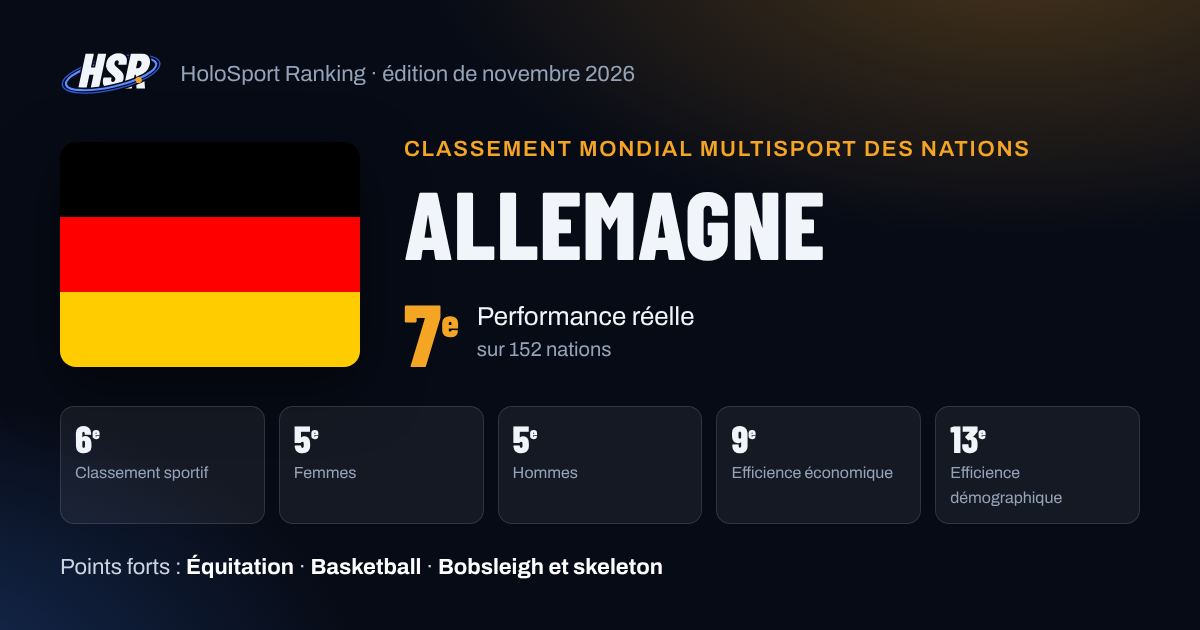 HSR
HoloSport Ranking · édition de novembre 2026
CLASSEMENT MONDIAL MULTISPORT DES NATIONS
ALLEMAGNE
7e Performance réelle
sur 152 nations
6e
Classement sportif
5e
Femmes
5e
Hommes
9e
Efficience économique
13e
Efficience
démographique
Points forts : Équitation · Basketball · Bobsleigh et skeleton